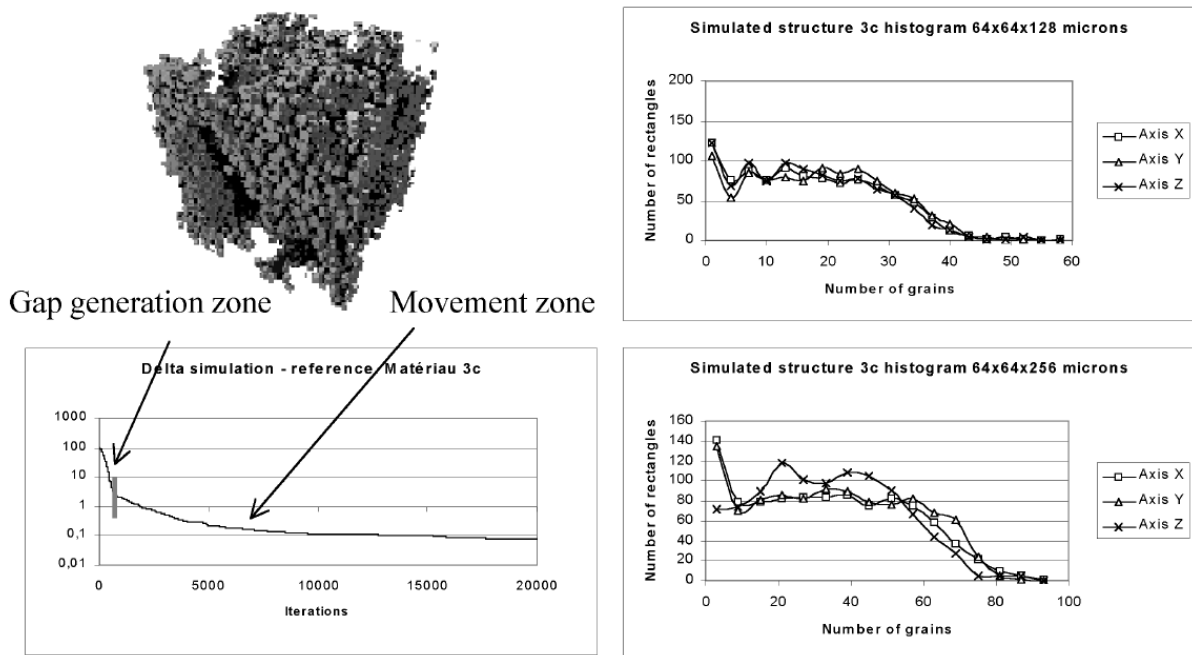 Gap generation zone
Movement zone
Delta simulation - reference Matériau 3c
1000
100
10
1
0,1
0,01
0
5000
10000
15000
20000
Iterations
Simulated structure 3c histogram 64x64x128 microns
Number of rectangles
200
150
100
50
0
0
10
20
30
40
50
60
Number of grains
Axis X
Axis Y
Axis Z
Simulated structure 3c histogram 64x64x256 microns
Number of rectangles
160
140
120
100
80
60
40
20
0
0
20
40
60
80
100
Number of grains
Axis X
Axis Y
Axis Z